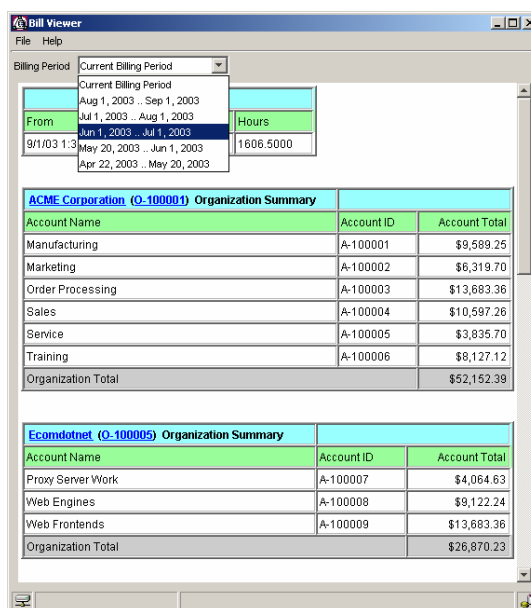 Bill Viewer
File Help
Billing Period Current Billing Period
Current Billing Period
Aug 1, 2003 .. Sep 1, 2003
Jul 1, 2003 .. Aug 1, 2003
Jun 1, 2003 .. Jul 1, 2003
May 20, 2003 .. Jun 1, 2003
Apr 22, 2003 .. May 20, 2003
From Hours
9/1/03 1:3 1606.5000
ACME Corporation (O-100001) Organization Summary
Account Name Account ID Account Total
Manufacturing A-100001 $9,589.25
Marketing A-100002 $6,319.70
Order Processing A-100003 $13,683.36
Sales A-100004 $10,597.26
Service A-100005 $3,835.70
Training A-100006 $8,127.12
Organization Total $52,152.39
Ecomdotnet (O-100005) Organization Summary
Account Name Account ID Account Total
Proxy Server Work A-100007 $4,064.63
Web Engines A-100008 $9,122.24
Web Frontends A-100009 $13,683.36
Organization Total $26,870.23